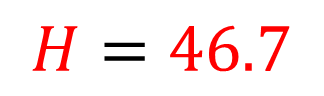 H = 46.7